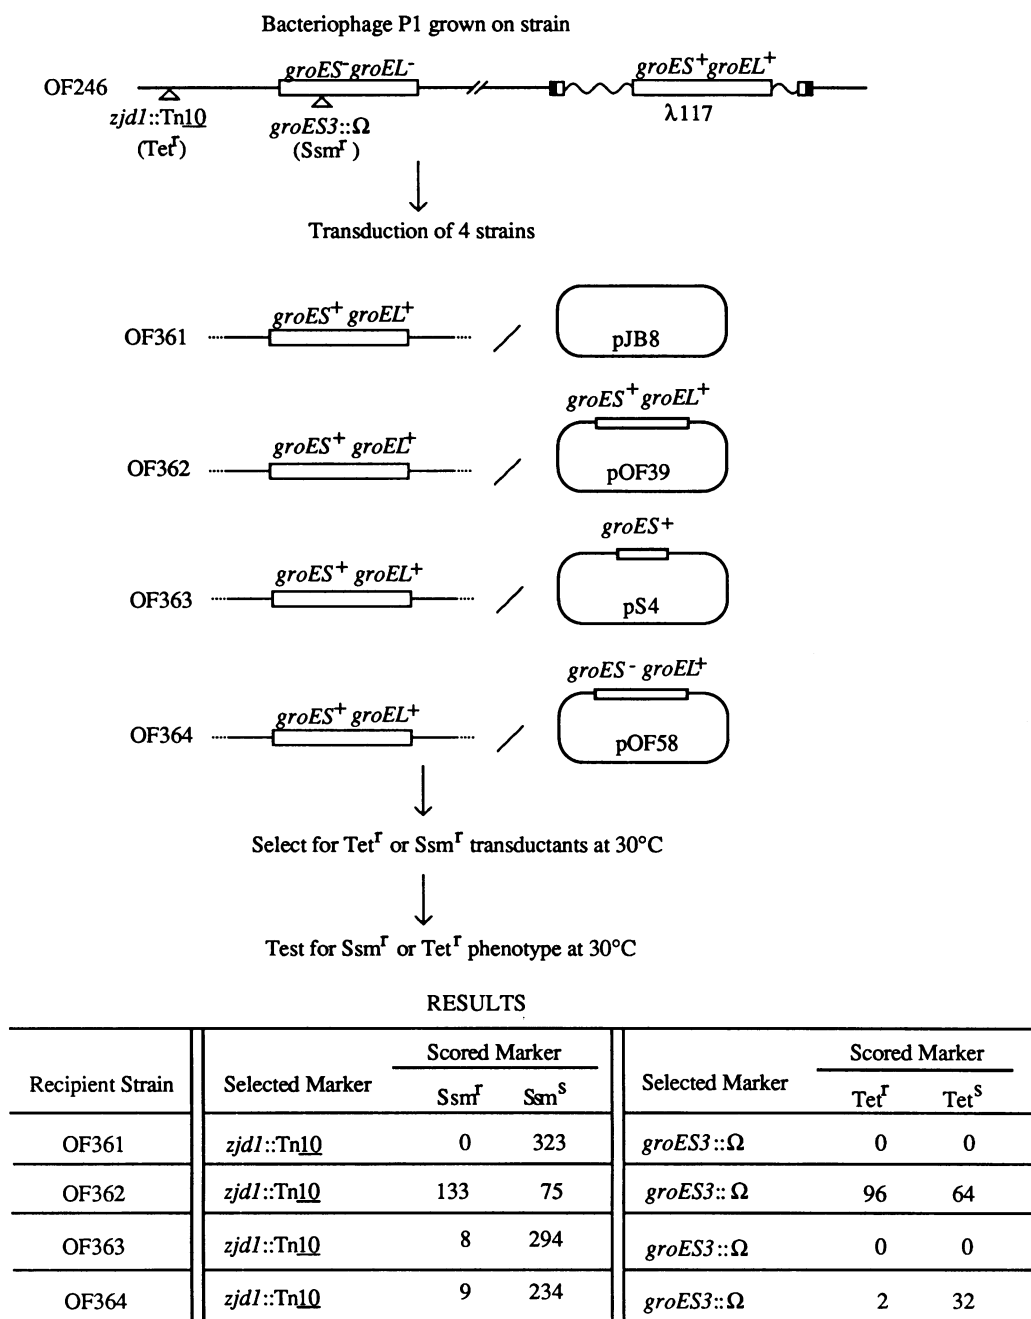 Bacteriophage P1 grown on strain
groES⁻groEL⁻
groES⁺groEL⁺
OF246
zjd1::Tn10
(Tetʳ)
groES3::Ω
(Ssmʳ)
λ117
Transduction of 4 strains
groES⁺ groEL⁺
OF361
pJB8
groES⁺ groEL⁺
groES⁺ groEL⁺
OF362
pOF39
groES⁺
groES⁺ groEL⁺
OF363
pS4
groES⁻ groEL⁺
groES⁺ groEL⁺
OF364
pOF58
Select for Tetʳ or Ssmʳ transductants at 30°C
Test for Ssmʳ or Tetʳ phenotype at 30°C
RESULTS
Scored Marker Scored Marker
Recipient Strain Selected Marker Ssmʳ Ssmˢ Selected Marker Tetʳ Tetˢ
OF361 zjd1::Tn10 0 323 groES3::Ω 0 0
OF362 zjd1::Tn10 133 75 groES3::Ω 96 64
OF363 zjd1::Tn10 8 294 groES3::Ω 0 0
OF364 zjd1::Tn10 9 234 groES3::Ω 2 32